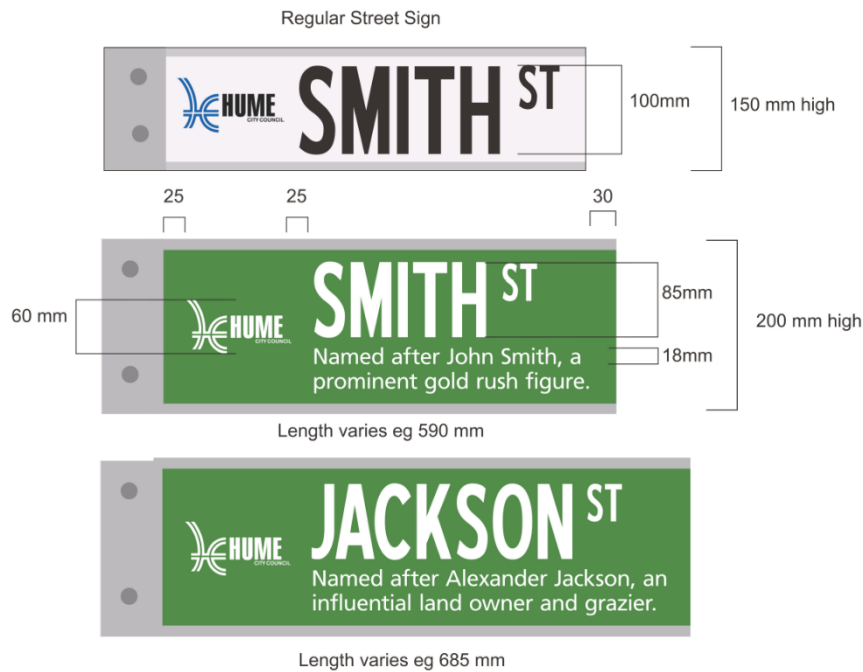 Regular Street Sign
HUME
CITY COUNCIL
SMITH ST
100mm
150 mm high
25
25
30
60 mm
HUME
CITY COUNCIL
SMITH ST
85mm
200 mm high
Named after John Smith, a
18mm
prominent gold rush figure.
Length varies eg 590 mm
HUME
CITY COUNCIL
JACKSON ST
Named after Alexander Jackson, an
influential land owner and grazier.
Length varies eg 685 mm